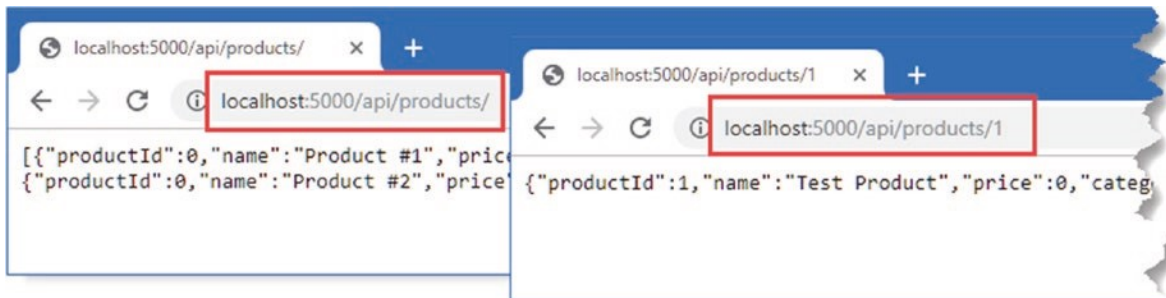 localhost:5000/api/products/
localhost:5000/api/products/
[{"productId":0,"name":"Product #1","price
{"productId":0,"name":"Product #2","price"
localhost:5000/api/products/1
localhost:5000/api/products/1
{"productId":1,"name":"Test Product","price":0,"categ